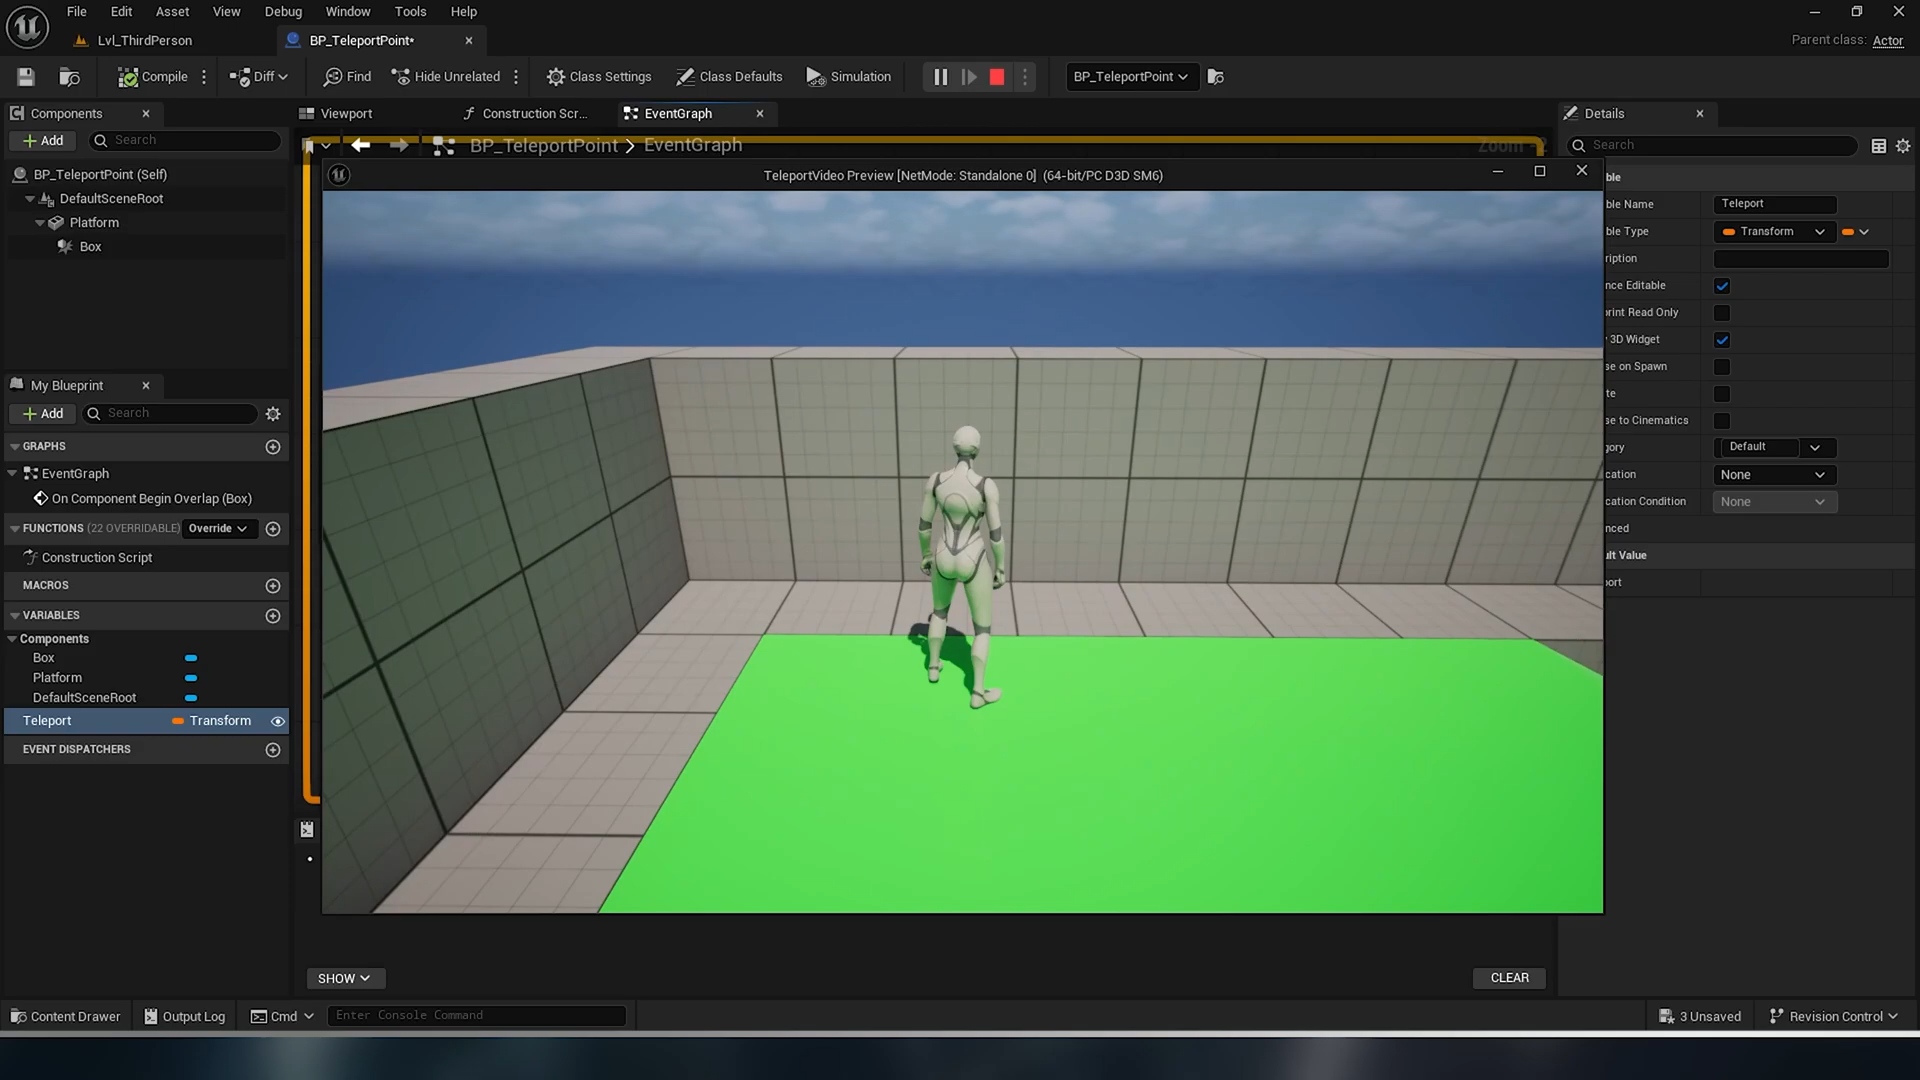 File Edit Asset View Debug Window Tools Help
Lvl_ThirdPerson
BP_TeleportPoint*
Parent class: Actor
Compile
Diff
Find
Hide Unrelated
Class Settings
Class Defaults
Simulation
BP_TeleportPoint
Components
Viewport
Construction Scr...
EventGraph
Details
Add
Search
BP_TeleportPoint > EventGraph
Zoom -2
Search
BP_TeleportPoint (Self)
DefaultSceneRoot
Platform
Box
TeleportVideo Preview [NetMode: Standalone 0] (64-bit/PC D3D SM6)
ble
ble Name Teleport
ble Type Transform
ription
nce Editable
rint Read Only
3D Widget
se on Spawn
te
se to Cinematics
gory Default
cation None
cation Condition None
nced
ult Value
port
My Blueprint
Add
Search
GRAPHS
EventGraph
On Component Begin Overlap (Box)
FUNCTIONS (22 OVERRIDABLE) Override
Construction Script
MACROS
VARIABLES
Components
Box
Platform
DefaultSceneRoot
Teleport Transform
EVENT DISPATCHERS
SHOW
CLEAR
Content Drawer
Output Log
Cmd
Enter Console Command
3 Unsaved
Revision Control